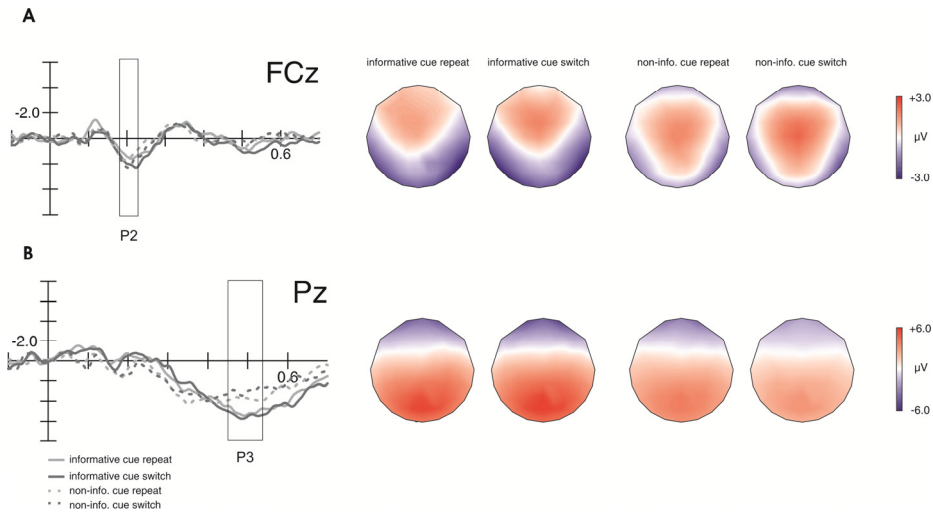 A
FCz
-2.0
0.6
P2
informative cue repeat
informative cue switch
non-info. cue repeat
non-info. cue switch
+3.0
µV
-3.0
B
Pz
-2.0
0.6
P3
+6.0
µV
-6.0
informative cue repeat
informative cue switch
non-info. cue repeat
non-info. cue switch